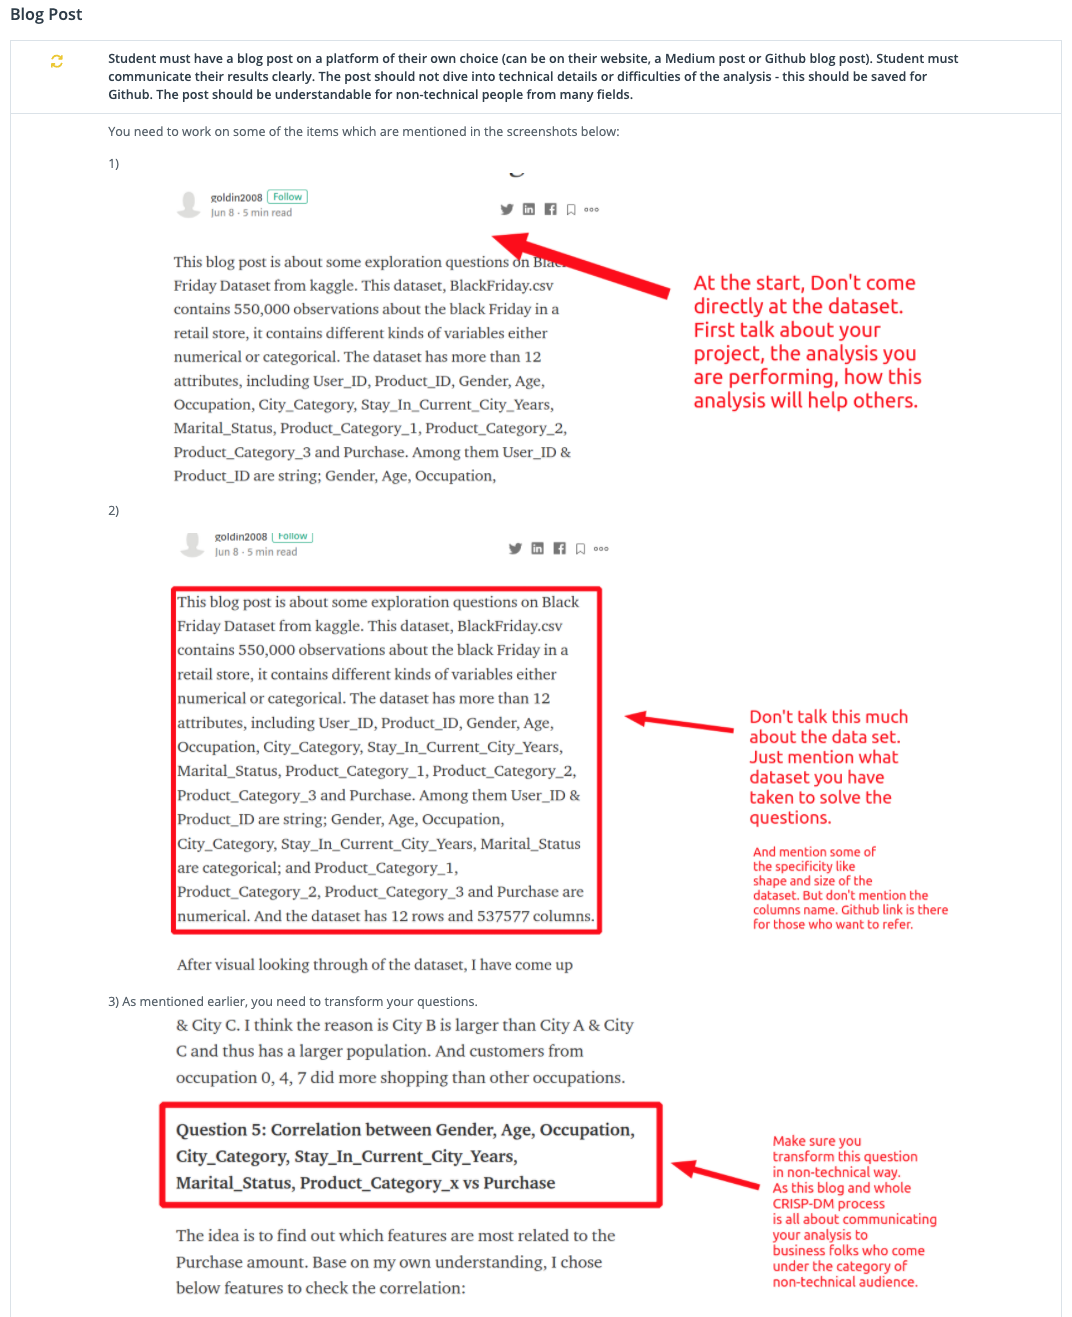 Blog Post
Student must have a blog post on a platform of their own choice (can be on their website, a Medium post or Github blog post). Student must
communicate their results clearly. The post should not dive into technical details or difficulties of the analysis - this should be saved for
Github. The post should be understandable for non-technical people from many fields.
You need to work on some of the items which are mentioned in the screenshots below:
1)
goldin2008 Follow
Jun 8 · 5 min read
This blog post is about some exploration questions on Black
Friday Dataset from kaggle. This dataset, BlackFriday.csv
contains 550,000 observations about the black Friday in a
retail store, it contains different kinds of variables either
numerical or categorical. The dataset has more than 12
attributes, including User_ID, Product_ID, Gender, Age,
Occupation, City_Category, Stay_In_Current_City_Years,
Marital_Status, Product_Category_1, Product_Category_2,
Product_Category_3 and Purchase. Among them User_ID &
Product_ID are string; Gender, Age, Occupation,
At the start, Don't come
directly at the dataset.
First talk about your
project, the analysis you
are performing, how this
analysis will help others.
2)
goldin2008 Follow
Jun 8 · 5 min read
This blog post is about some exploration questions on Black
Friday Dataset from kaggle. This dataset, BlackFriday.csv
contains 550,000 observations about the black Friday in a
retail store, it contains different kinds of variables either
numerical or categorical. The dataset has more than 12
attributes, including User_ID, Product_ID, Gender, Age,
Occupation, City_Category, Stay_In_Current_City_Years,
Marital_Status, Product_Category_1, Product_Category_2,
Product_Category_3 and Purchase. Among them User_ID &
Product_ID are string; Gender, Age, Occupation,
City_Category, Stay_In_Current_City_Years, Marital_Status
are categorical; and Product_Category_1,
Product_Category_2, Product_Category_3 and Purchase are
numerical. And the dataset has 12 rows and 537577 columns.
After visual looking through of the dataset, I have come up
Don't talk this much
about the data set.
Just mention what
dataset you have
taken to solve the
questions.
And mention some of
the specificity like
shape and size of the
dataset. But don't mention the
columns name. Github link is there
for those who want to refer.
3) As mentioned earlier, you need to transform your questions.
& City C. I think the reason is City B is larger than City A & City
C and thus has a larger population. And customers from
occupation 0, 4, 7 did more shopping than other occupations.
Question 5: Correlation between Gender, Age, Occupation,
City_Category, Stay_In_Current_City_Years,
Marital_Status, Product_Category_x vs Purchase
The idea is to find out which features are most related to the
Purchase amount. Base on my own understanding, I chose
below features to check the correlation:
Make sure you
transform this question
in non-technical way.
As this blog and whole
CRISP-DM process
is all about communicating
your analysis to
business folks who come
under the category of
non-technical audience.